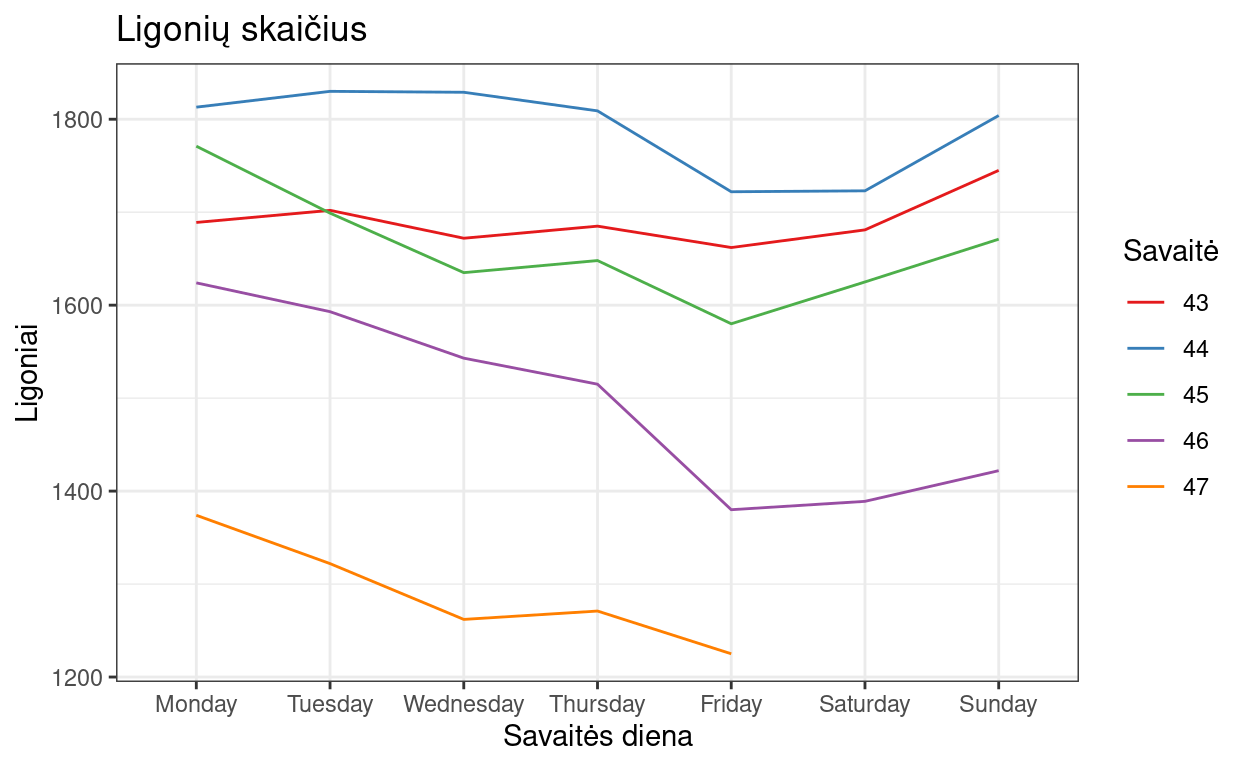 Ligonių skaičius
Ligoniai
1800
1600
1400
1200
Monday Tuesday Wednesday Thursday Friday Saturday Sunday
Savaitės diena
Savaitė
43
44
45
46
47